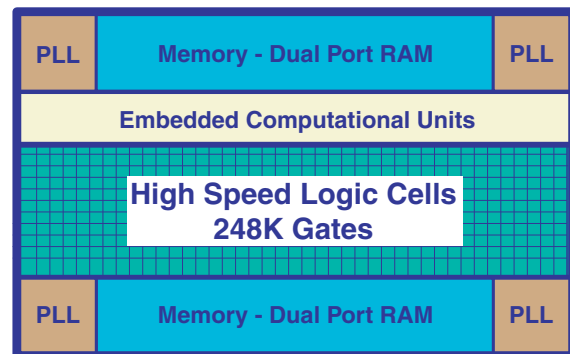 PLL Memory - Dual Port RAM PLL
Embedded Computational Units
High Speed Logic Cells
248K Gates
PLL Memory - Dual Port RAM PLL